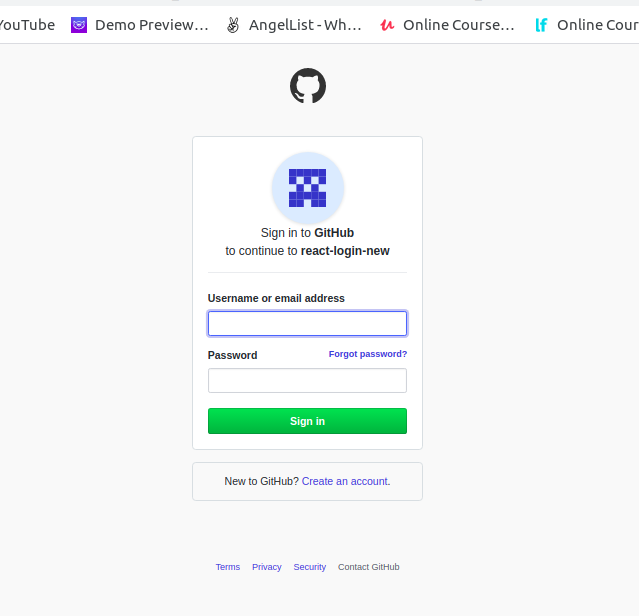 YouTube Demo Preview… AngelList - Wh… Online Course… Online Cour
Sign in to GitHub
to continue to react-login-new
Username or email address
Password Forgot password?
Sign in
New to GitHub? Create an account.
Terms Privacy Security Contact GitHub